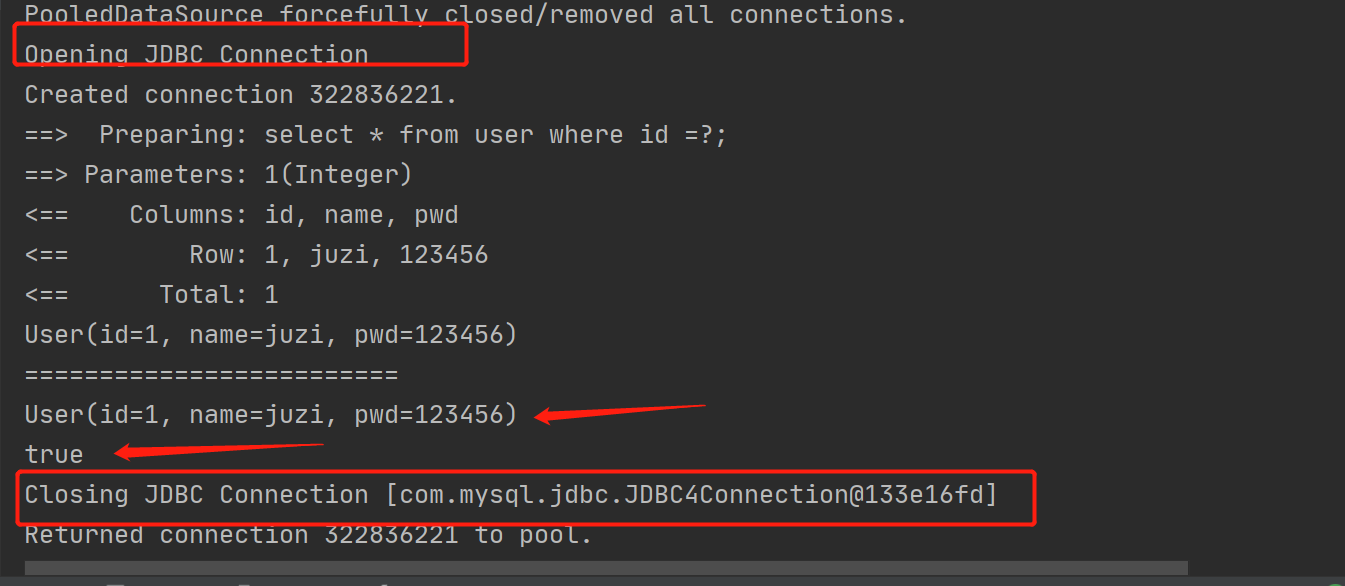 PooledDataSource forcefully closed/removed all connections.
Opening JDBC Connection
Created connection 322836221.
==>  Preparing: select * from user where id =?;
==> Parameters: 1(Integer)
<==    Columns: id, name, pwd
<==        Row: 1, juzi, 123456
<==      Total: 1
User(id=1, name=juzi, pwd=123456)
=========================
User(id=1, name=juzi, pwd=123456)
true
Closing JDBC Connection [com.mysql.jdbc.JDBC4Connection@133e16fd]
Returned connection 322836221 to pool.